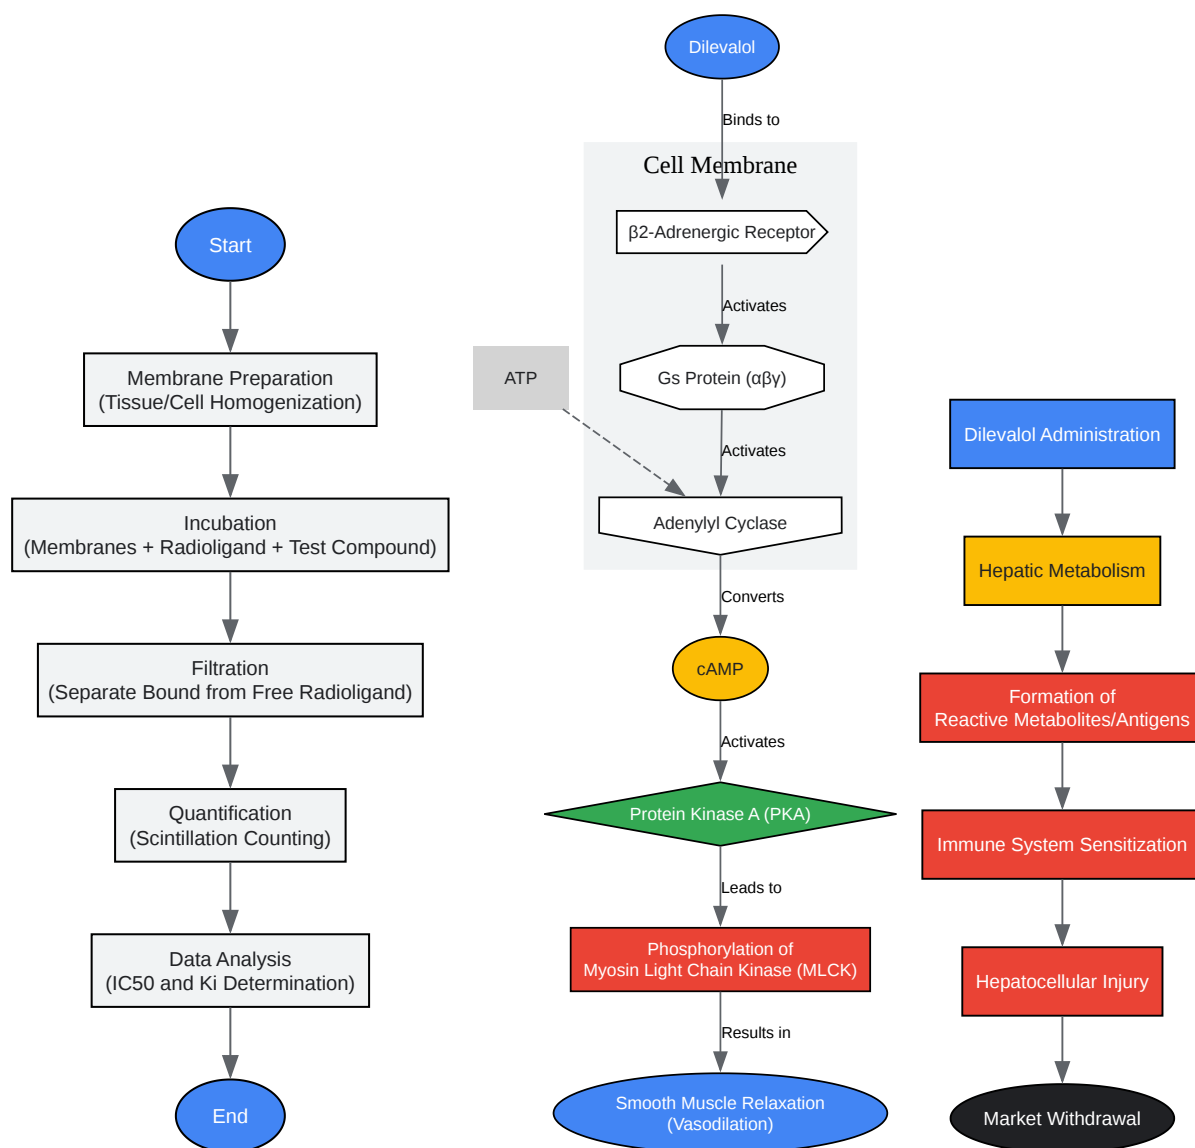 Start
Membrane Preparation
(Tissue/Cell Homogenization)
Incubation
(Membranes + Radioligand + Test Compound)
Filtration
(Separate Bound from Free Radioligand)
Quantification
(Scintillation Counting)
Data Analysis
(IC50 and Ki Determination)
End
Dilevalol
Binds to
Cell Membrane
β2-Adrenergic Receptor
Activates
Gs Protein (αβγ)
ATP
Activates
Adenylyl Cyclase
Converts
cAMP
Activates
Protein Kinase A (PKA)
Leads to
Phosphorylation of
Myosin Light Chain Kinase (MLCK)
Results in
Smooth Muscle Relaxation
(Vasodilation)
Dilevalol Administration
Hepatic Metabolism
Formation of
Reactive Metabolites/Antigens
Immune System Sensitization
Hepatocellular Injury
Market Withdrawal